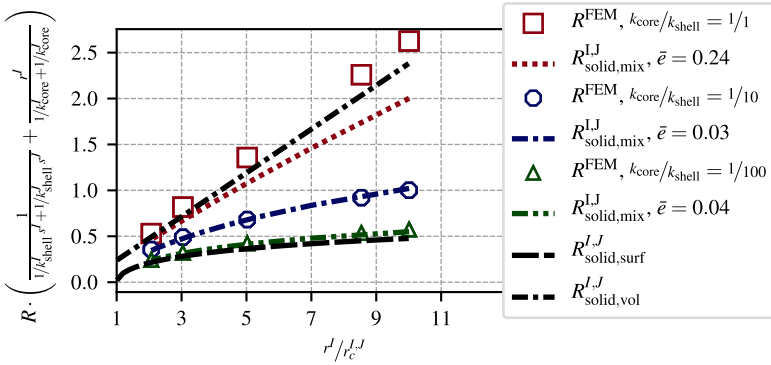 R · ( 1 / (1/k^I_shell s^I + 1/k^J_shell s^J) + r^I / (1/k^I_core + 1/k^J_core) )
2.5
2.0
1.5
1.0
0.5
0.0
1 3 5 7 9 11
r^I/r_c^{I,J}
R^FEM, k_core/k_shell = 1/1
R^{I,J}_solid,mix, ē = 0.24
R^FEM, k_core/k_shell = 1/10
R^{I,J}_solid,mix, ē = 0.03
R^FEM, k_core/k_shell = 1/100
R^{I,J}_solid,mix, ē = 0.04
R^{I,J}_solid,surf
R^{I,J}_solid,vol